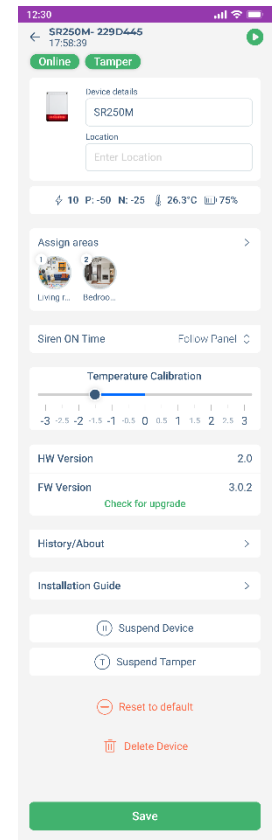 12:30
SR250M- 229D445
17:58:39
Online Tamper
Device details
SR250M
Location
Enter Location
10 P: -50 N: -25 26.3°C 75%
Assign areas
1 2
Living r... Bedroo...
Siren ON Time Follow Panel
Temperature Calibration
-3 -2.5 -2 -1.5 -1 -0.5 0 0.5 1 1.5 2 2.5 3
HW Version 2.0
FW Version 3.0.2
Check for upgrade
History/About
Installation Guide
Suspend Device
T Suspend Tamper
Reset to default
Delete Device
Save